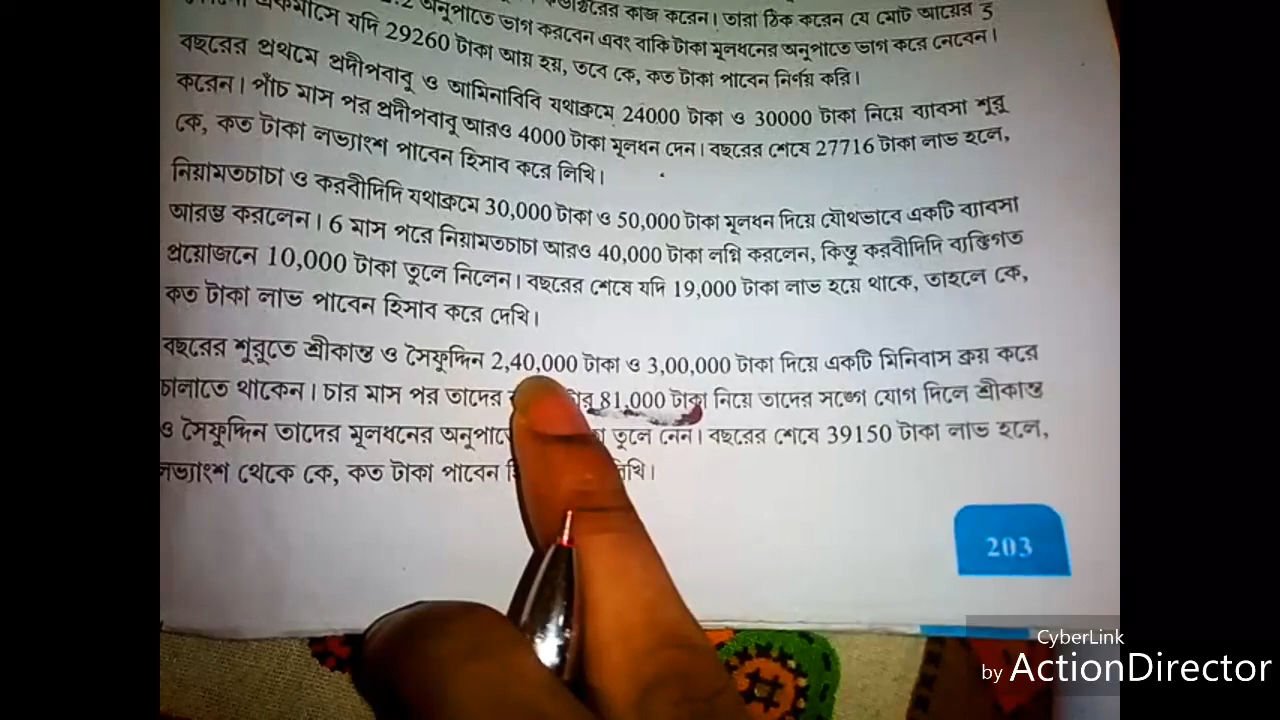 অনুপাতে ভাগ করবেন এবং বাকি টাকা মূলধনের অনুপাতে ভাগ করে নেবেন।
কাজ করেন। তারা ঠিক করেন যে মোট আয়ের
একমাসে যদি 29260 টাকা আয় হয়, তবে কে, কত টাকা পাবেন নির্ণয় করি।
বছরের প্রথমে প্রদীপবাবু ও আমিনাবিবি যথাক্রমে 24000 টাকা ও 30000 টাকা নিয়ে ব্যাবসা শুরু
করেন। পাঁচ মাস পর প্রদীপবাবু আরও 4000 টাকা মূলধন দেন। বছরের শেষে 27716 টাকা লাভ হলে,
কে, কত টাকা লভ্যাংশ পাবেন হিসাব করে লিখি।
নিয়ামতচাচা ও করবীদিদি যথাক্রমে 30,000 টাকা ও 50,000 টাকা মূলধন দিয়ে যৌথভাবে একটি ব্যাবসা
আরম্ভ করলেন। 6 মাস পরে নিয়ামতচাচা আরও 40,000 টাকা লগ্নি করলেন, কিন্তু করবীদিদি ব্যক্তিগত
প্রয়োজনে 10,000 টাকা তুলে নিলেন। বছরের শেষে যদি 19,000 টাকা লাভ হয়ে থাকে, তাহলে কে,
কত টাকা লাভ পাবেন হিসাব করে দেখি।
বছরের শুরুতে শ্রীকান্ত ও সৈফুদ্দিন 2,40,000 টাকা ও 3,00,000 টাকা দিয়ে একটি মিনিবাস ক্রয় করে
চালাতে থাকেন। চার মাস পর তাদের 81,000 টাকা নিয়ে তাদের সঙ্গে যোগ দিলে শ্রীকান্ত
ও সৈফুদ্দিন তাদের মূলধনের তুলে নেন। বছরের শেষে 39150 টাকা লাভ হলে,
লভ্যাংশ থেকে কে, কত টাকা পাবেন
203
CyberLink
by ActionDirector